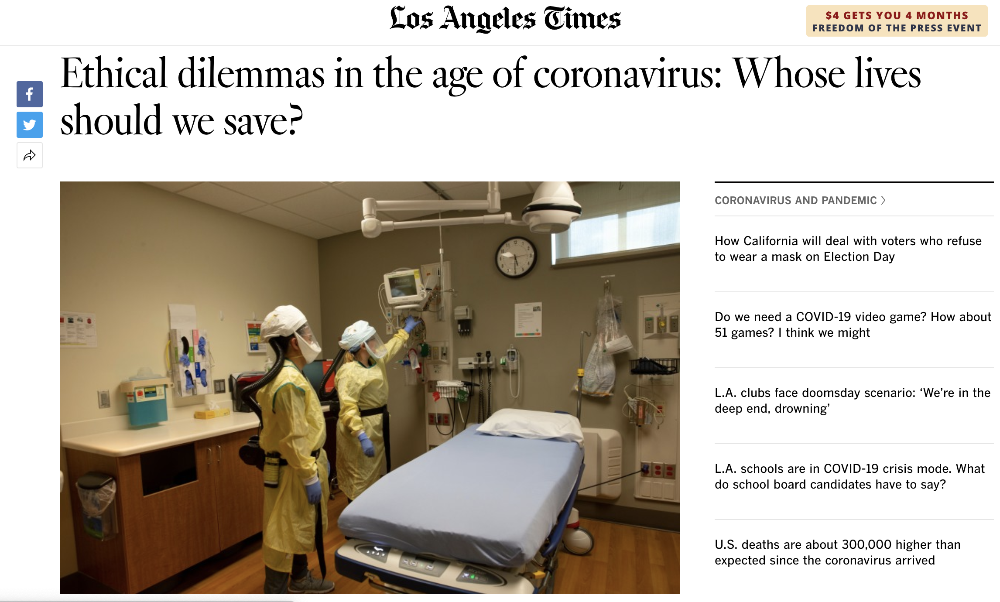 Los Angeles Times
$4 GETS YOU 4 MONTHS
FREEDOM OF THE PRESS EVENT
Ethical dilemmas in the age of coronavirus: Whose lives
should we save?
PHILIPS
CORONAVIRUS AND PANDEMIC
How California will deal with voters who refuse
to wear a mask on Election Day
Do we need a COVID-19 video game? How about
51 games? I think we might
L.A. clubs face doomsday scenario: ‘We’re in the
deep end, drowning’
L.A. schools are in COVID-19 crisis mode. What
do school board candidates have to say?
U.S. deaths are about 300,000 higher than
expected since the coronavirus arrived